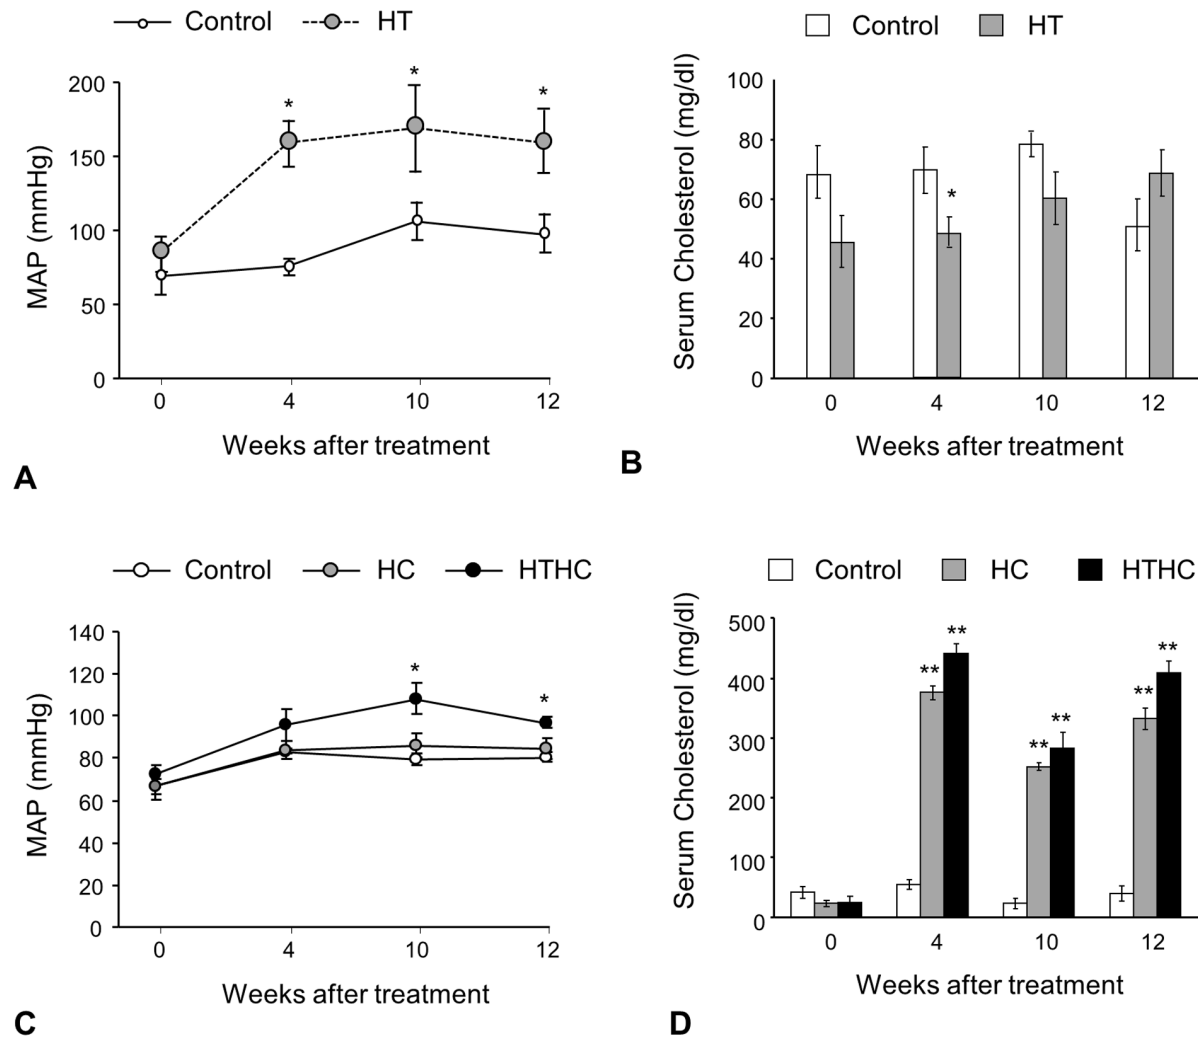 Control HT
MAP (mmHg)
200
150
100
50
0
*
*
*
0 4 10 12
Weeks after treatment
A
Control HT
Serum Cholesterol (mg/dl)
100
80
60
40
20
0
*
0 4 10 12
Weeks after treatment
B
Control HC HTHC
MAP (mmHg)
140
120
100
80
60
40
20
0
*
*
0 4 10 12
Weeks after treatment
C
Control HC HTHC
Serum Cholesterol (mg/dl)
500
400
300
200
100
0
**
**
**
**
**
**
0 4 10 12
Weeks after treatment
D